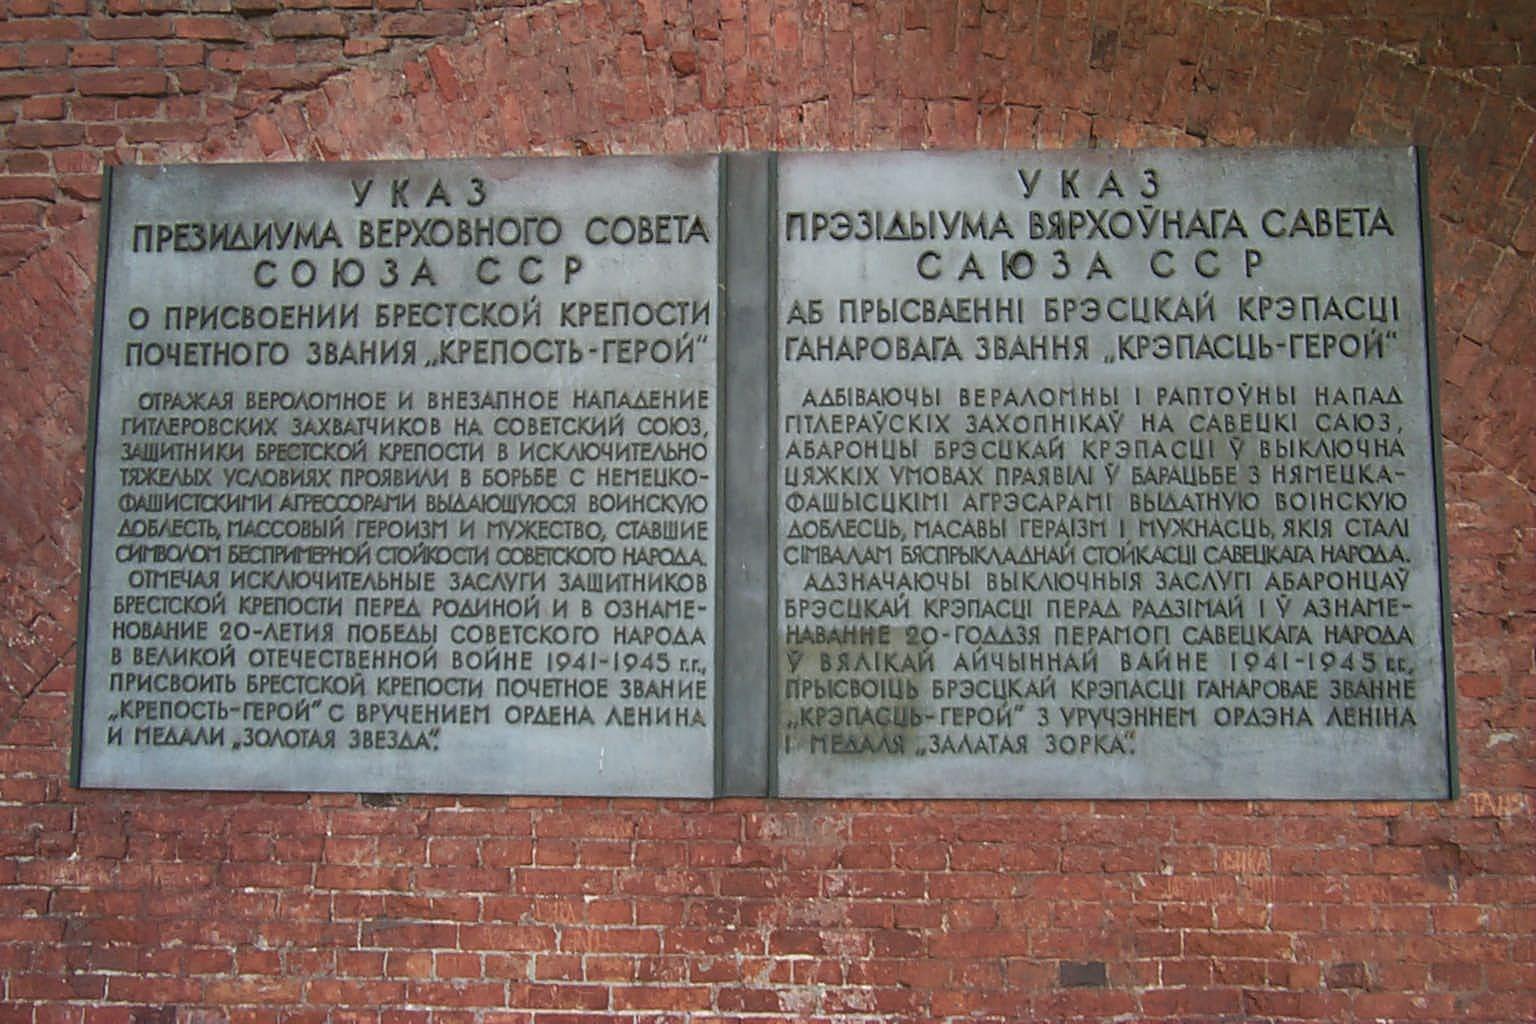 УКАЗ
ПРЕЗИДИУМА ВЕРХОВНОГО СОВЕТА
СОЮЗА ССР
О ПРИСВОЕНИИ БРЕСТСКОЙ КРЕПОСТИ
ПОЧЕТНОГО ЗВАНИЯ „КРЕПОСТЬ-ГЕРОЙ"
ОТРАЖАЯ ВЕРОЛОМНОЕ И ВНЕЗАПНОЕ НАПАДЕНИЕ
ГИТЛЕРОВСКИХ ЗАХВАТЧИКОВ НА СОВЕТСКИЙ СОЮЗ,
ЗАЩИТНИКИ БРЕСТСКОЙ КРЕПОСТИ В ИСКЛЮЧИТЕЛЬНО
ТЯЖЕЛЫХ УСЛОВИЯХ ПРОЯВИЛИ В БОРЬБЕ С НЕМЕЦКО-
ФАШИСТСКИМИ АГРЕССОРАМИ ВЫДАЮЩУЮСЯ ВОИНСКУЮ
ДОБЛЕСТЬ, МАССОВЫЙ ГЕРОИЗМ И МУЖЕСТВО, СТАВШИЕ
СИМВОЛОМ БЕСПРИМЕРНОЙ СТОЙКОСТИ СОВЕТСКОГО НАРОДА.
ОТМЕЧАЯ ИСКЛЮЧИТЕЛЬНЫЕ ЗАСЛУГИ ЗАЩИТНИКОВ
БРЕСТСКОЙ КРЕПОСТИ ПЕРЕД РОДИНОЙ И В ОЗНАМЕ-
НОВАНИЕ 20-ЛЕТИЯ ПОБЕДЫ СОВЕТСКОГО НАРОДА
В ВЕЛИКОЙ ОТЕЧЕСТВЕННОЙ ВОЙНЕ 1941-1945 г.г.,
ПРИСВОИТЬ БРЕСТСКОЙ КРЕПОСТИ ПОЧЕТНОЕ ЗВАНИЕ
„КРЕПОСТЬ-ГЕРОЙ" С ВРУЧЕНИЕМ ОРДЕНА ЛЕНИНА
И МЕДАЛИ „ЗОЛОТАЯ ЗВЕЗДА".
УКАЗ
ПРЭЗІДЫУМА ВЯРХОЎНАГА САВЕТА
САЮЗА ССР
АБ ПРЫСВАЕННІ БРЭСЦКАЙ КРЭПАСЦІ
ГАНАРОВАГА ЗВАННЯ „КРЭПАСЦЬ-ГЕРОЙ"
АДБІВАЮЧЫ ВЕРАЛОМНЫ І РАПТОЎНЫ НАПАД
ГІТЛЕРАЎСКІХ ЗАХОПНІКАЎ НА САВЕЦКІ САЮЗ,
АБАРОНЦЫ БРЭСЦКАЙ КРЭПАСЦІ Ў ВЫКЛЮЧНА
ЦЯЖКІХ УМОВАХ ПРАЯВІЛІ Ў БАРАЦЬБЕ З НЯМЕЦКА-
ФАШЫСЦКІМІ АГРЭСАРАМІ ВЫДАТНУЮ ВОІНСКУЮ
ДОБЛЕСЦЬ, МАСАВЫ ГЕРАІЗМ І МУЖНАСЦЬ, ЯКІЯ СТАЛІ
СІМВАЛАМ БЯСПРЫКЛАДНАЙ СТОЙКАСЦІ САВЕЦКАГА НАРОДА.
АДЗНАЧАЮЧЫ ВЫКЛЮЧНЫЯ ЗАСЛУГІ АБАРОНЦАЎ
БРЭСЦКАЙ КРЭПАСЦІ ПЕРАД РАДЗІМАЙ І Ў АЗНАМЕ-
НАВАННЕ 20-ГОДДЗЯ ПЕРАМОГІ САВЕЦКАГА НАРОДА
Ў ВЯЛІКАЙ АЙЧЫННАЙ ВАЙНЕ 1941-1945 г.г.,
ПРЫСВОІЦЬ БРЭСЦКАЙ КРЭПАСЦІ ГАНАРОВАЕ ЗВАННЕ
„КРЭПАСЦЬ-ГЕРОЙ" З УРУЧЭННЕМ ОРДЭНА ЛЕНІНА
І МЕДАЛЯ „ЗАЛАТАЯ ЗОРКА".